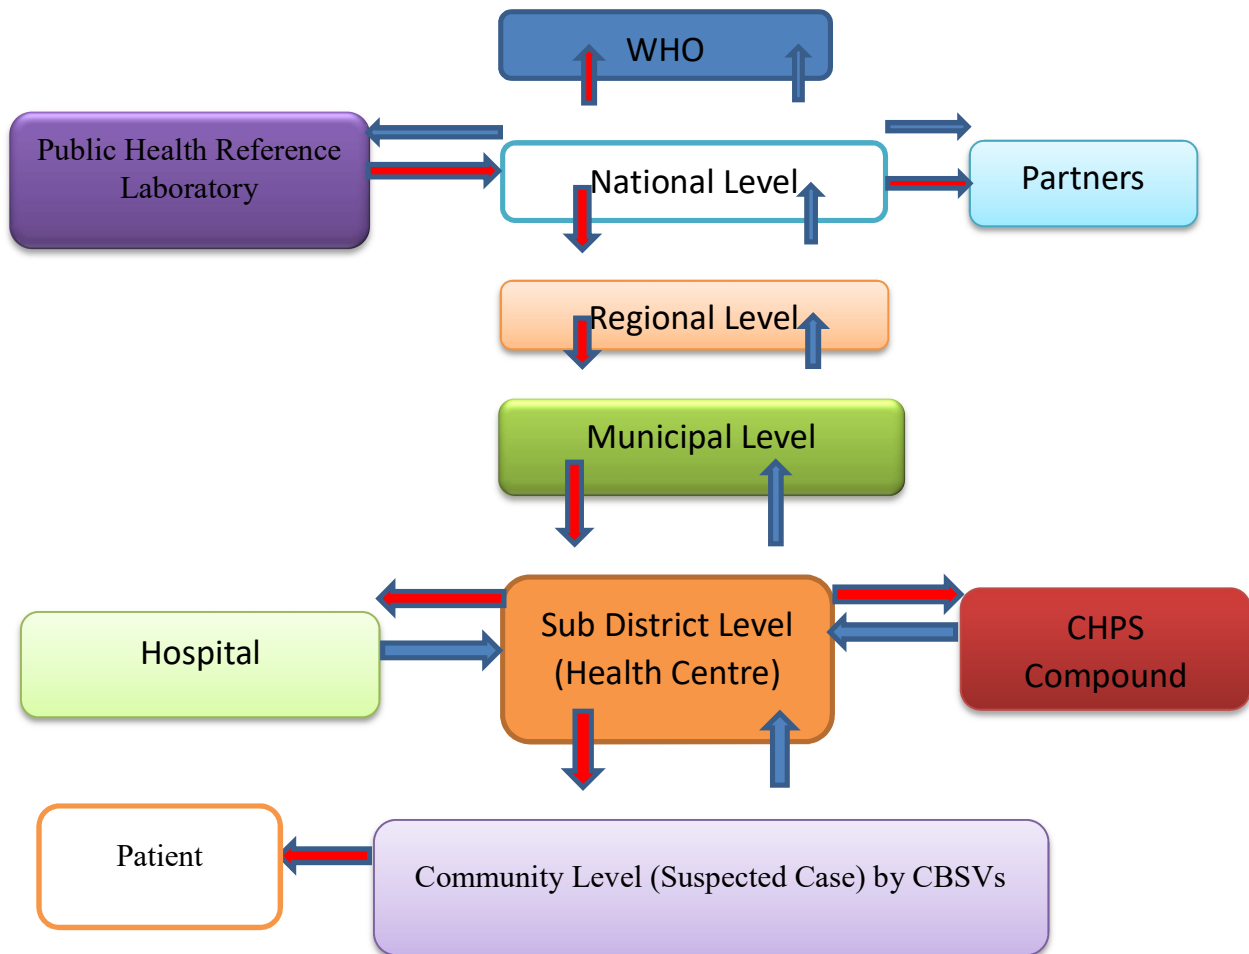 WHO
Public Health Reference
Laboratory
National Level
Partners
Regional Level
Municipal Level
Hospital
Sub District Level
(Health Centre)
CHPS
Compound
Patient
Community Level (Suspected Case) by CBSVs